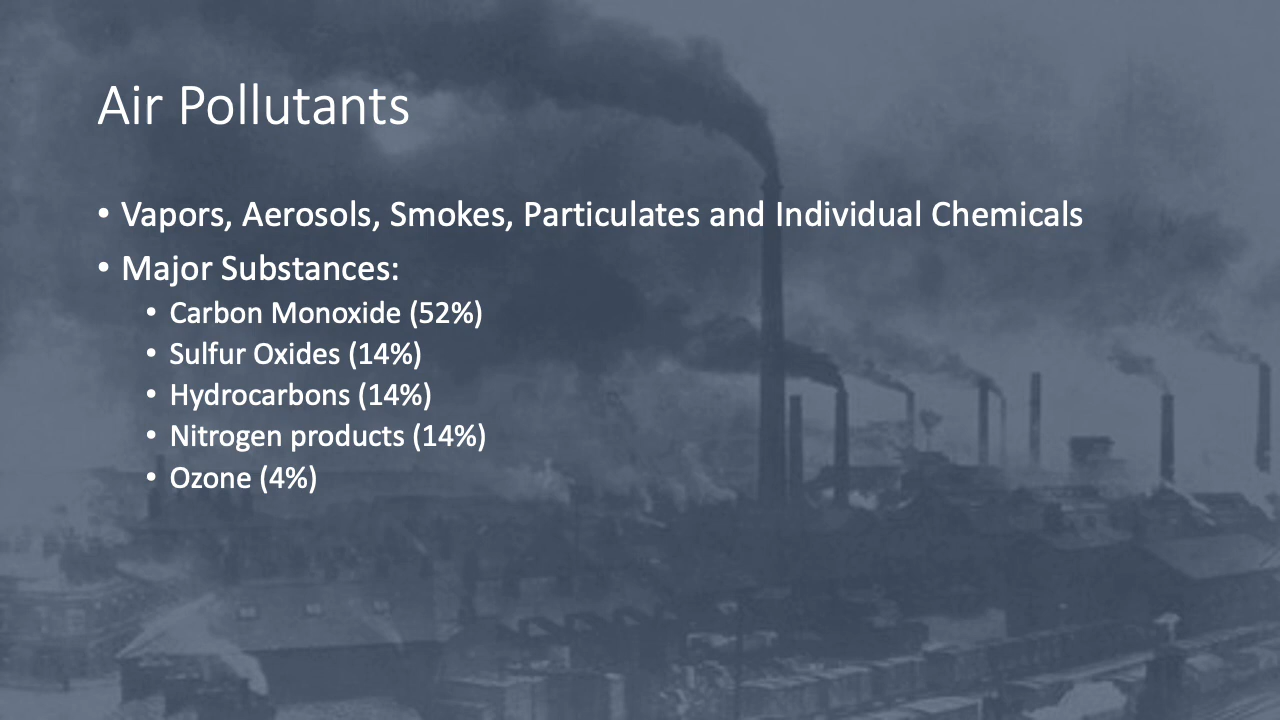 Air Pollutants
• Vapors, Aerosols, Smokes, Particulates and Individual Chemicals
• Major Substances:
• Carbon Monoxide (52%)
• Sulfur Oxides (14%)
• Hydrocarbons (14%)
• Nitrogen products (14%)
• Ozone (4%)